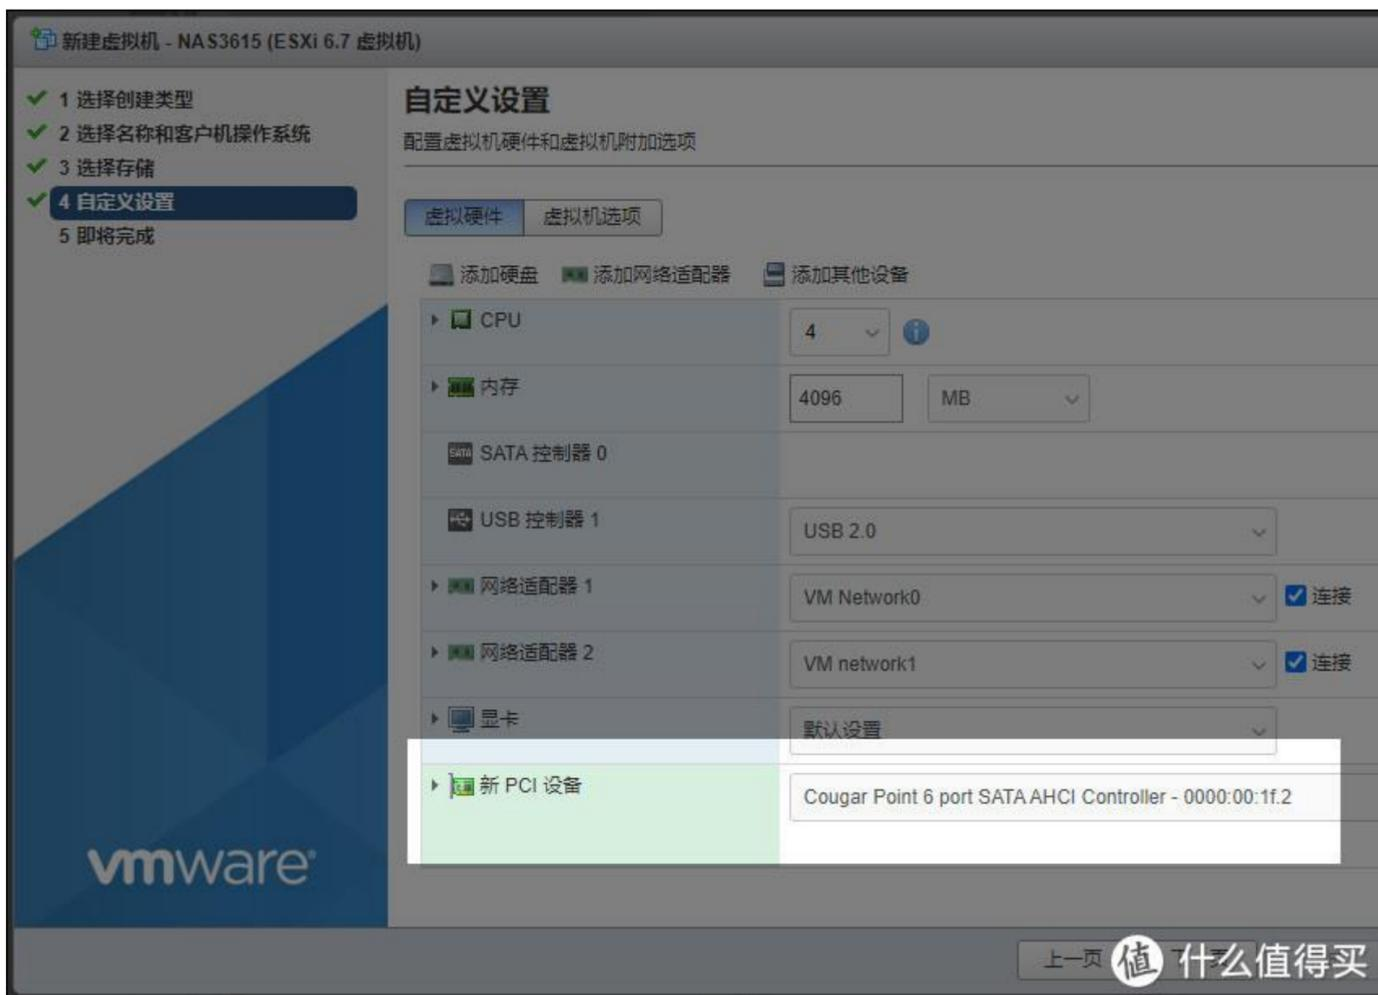 新建虚拟机 - NAS3615 (ESXi 6.7 虚拟机)
1 选择创建类型
2 选择名称和客户机操作系统
3 选择存储
4 自定义设置
5 即将完成
自定义设置
配置虚拟机硬件和虚拟机附加选项
虚拟硬件 虚拟机选项
添加硬盘 添加网络适配器 添加其他设备
CPU 4
内存 4096 MB
SATA 控制器 0
USB 控制器 1 USB 2.0
网络适配器 1 VM Network0 连接
网络适配器 2 VM network1 连接
显卡 默认设置
新 PCI 设备 Cougar Point 6 port SATA AHCI Controller - 0000:00:1f.2
vmware
上一页
值 什么值得买